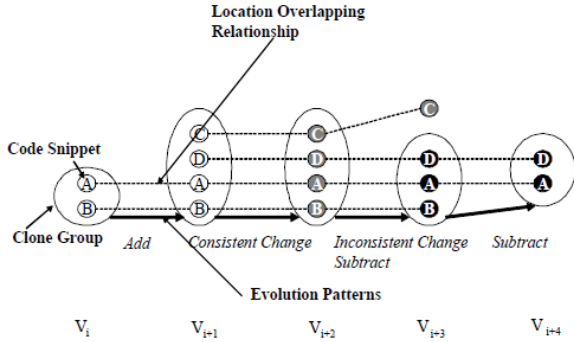 Location Overlapping
Relationship
C C C
Code Snippet D D D D
A A A A A
B B B B
Clone Group
Add Consistent Change Inconsistent Change Subtract
Subtract
Evolution Patterns
Vi Vi+1 Vi+2 Vi+3 Vi+4